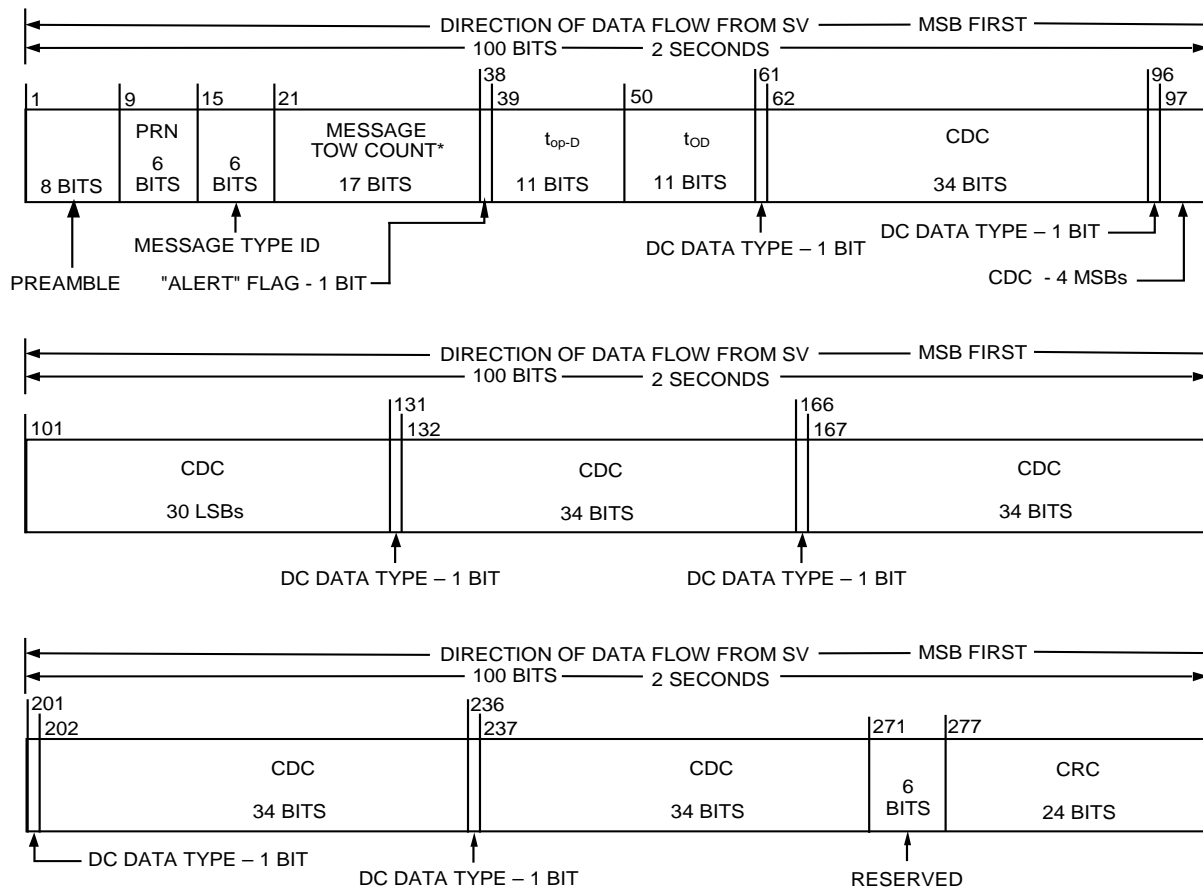 DIRECTION OF DATA FLOW FROM SV MSB FIRST
100 BITS 2 SECONDS
1 9 15 21 38 39 50 61 62 96 97
8 BITS
PRN
6
BITS
6
BITS
MESSAGE
TOW COUNT*
17 BITS
top-D
11 BITS
tOD
11 BITS
CDC
34 BITS
PREAMBLE
MESSAGE TYPE ID
"ALERT" FLAG - 1 BIT
DC DATA TYPE – 1 BIT
DC DATA TYPE – 1 BIT
CDC - 4 MSBs
DIRECTION OF DATA FLOW FROM SV MSB FIRST
100 BITS 2 SECONDS
101 131 132 166 167
CDC
30 LSBs
CDC
34 BITS
CDC
34 BITS
DC DATA TYPE – 1 BIT
DC DATA TYPE – 1 BIT
DIRECTION OF DATA FLOW FROM SV MSB FIRST
100 BITS 2 SECONDS
201 202 236 237 271 277
CDC
34 BITS
CDC
34 BITS
6
BITS
CRC
24 BITS
DC DATA TYPE – 1 BIT
DC DATA TYPE – 1 BIT
RESERVED